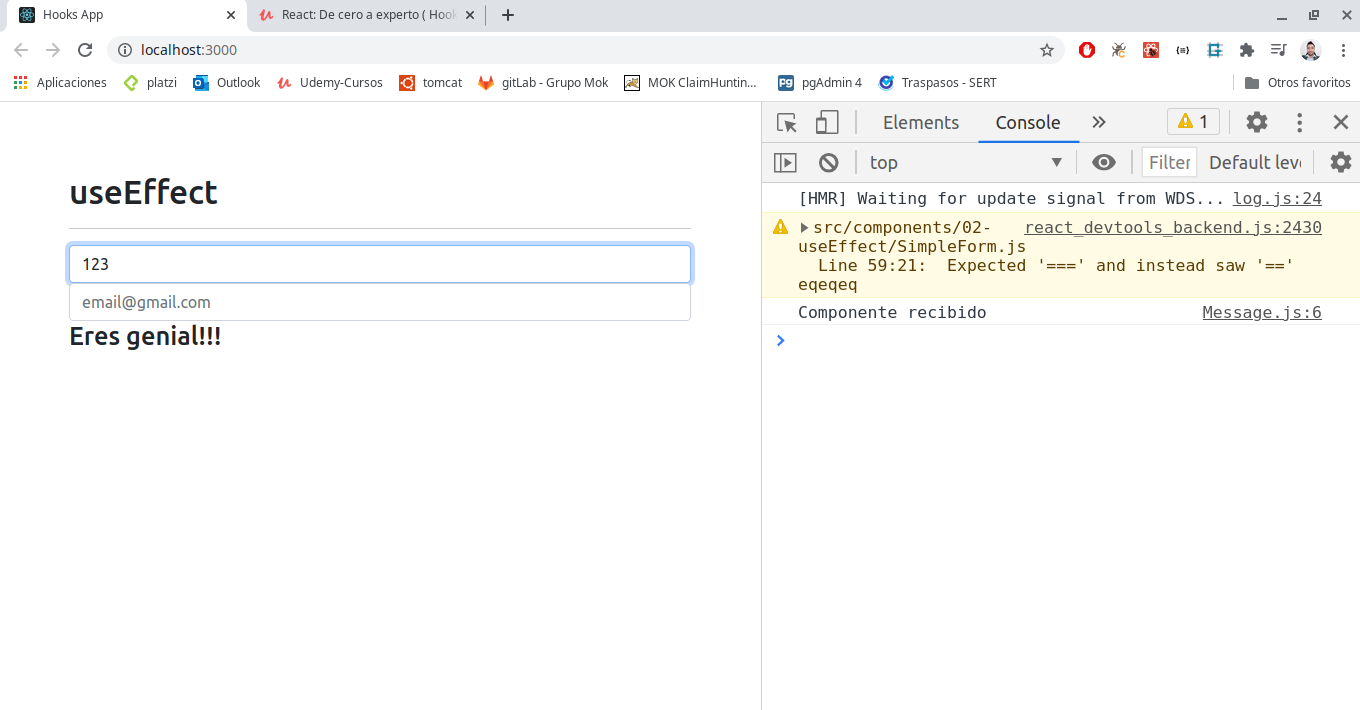 Hooks App
React: De cero a experto ( Hook
localhost:3000
Aplicaciones
platzi
Outlook
Udemy-Cursos
tomcat
gitLab - Grupo Mok
MOK ClaimHuntin...
pgAdmin 4
Traspasos - SERT
Otros favoritos
useEffect
123
email@gmail.com
Eres genial!!!
Elements
Console
1
top
Filter
Default leve
[HMR] Waiting for update signal from WDS... log.js:24
src/components/02- react_devtools_backend.js:2430
useEffect/SimpleForm.js
Line 59:21: Expected '===' and instead saw '=='
eqeqeq
Componente recibido Message.js:6